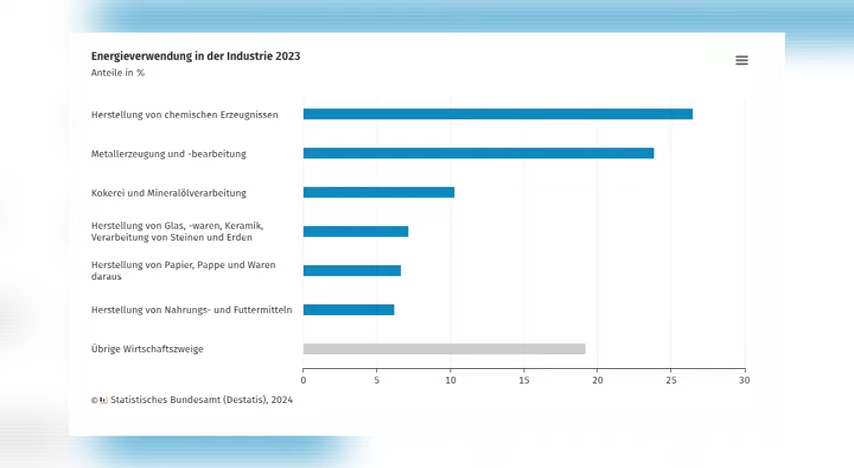 Energieverwendung in der Industrie 2023
Anteile in %
Herstellung von chemischen Erzeugnissen
Metallerzeugung und -bearbeitung
Kokerei und Mineralölverarbeitung
Herstellung von Glas, -waren, Keramik,
Verarbeitung von Steinen und Erden
Herstellung von Papier, Pappe und Waren
daraus
Herstellung von Nahrungs- und Futtermitteln
Übrige Wirtschaftszweige
0 5 10 15 20 25 30
© Statistisches Bundesamt (Destatis), 2024